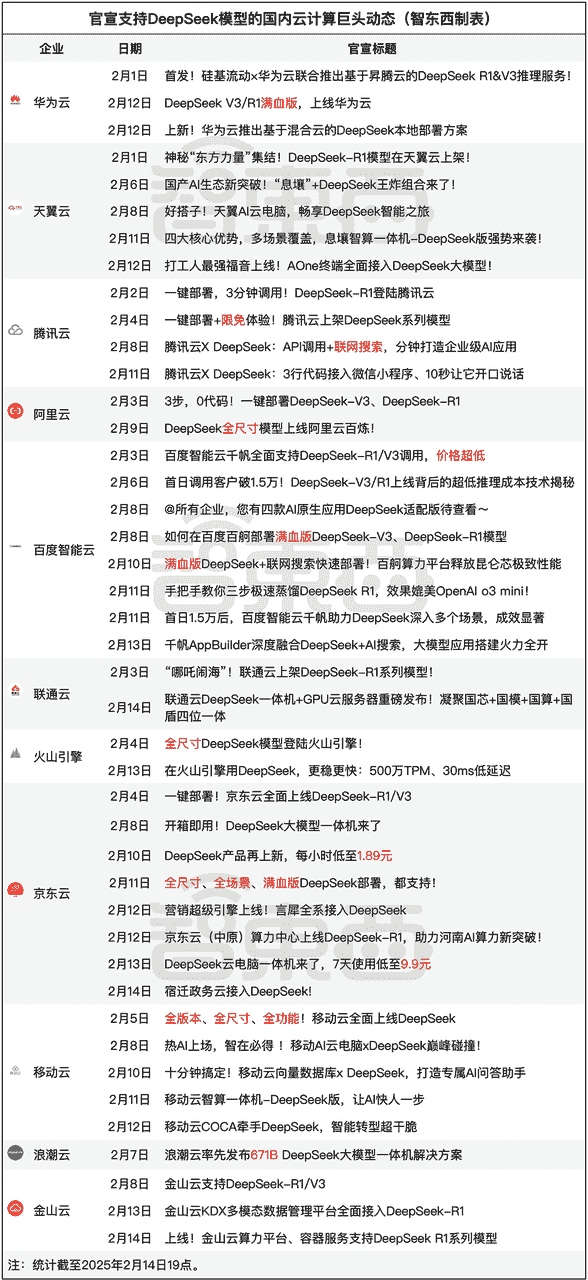 官宣支持DeepSeek模型的国内云计算巨头动态（智东西制表）
企业 日期 官宣标题
华为云
2月1日 首发！硅基流动x华为云联合推出基于昇腾云的DeepSeek R1&V3推理服务！
2月12日 DeepSeek V3/R1满血版，上线华为云
2月12日 上新！华为云推出基于混合云的DeepSeek本地部署方案
天翼云
2月1日 神秘“东方力量”集结！DeepSeek-R1模型在天翼云上架！
2月6日 国产AI生态新突破！“息壤”+DeepSeek王炸组合来了！
2月8日 好搭子！天翼AI云电脑，畅享DeepSeek智能之旅
2月11日 四大核心优势，多场景覆盖，息壤智算一体机-DeepSeek版强势来袭！
2月12日 打工人最强福音上线！AOne终端全面接入DeepSeek大模型！
腾讯云
2月2日 一键部署，3分钟调用！DeepSeek-R1登陆腾讯云
2月4日 一键部署+限免体验！腾讯云上架DeepSeek系列模型
2月8日 腾讯云X DeepSeek：API调用+联网搜索，分钟打造企业级AI应用
2月11日 腾讯云X DeepSeek：3行代码接入微信小程序、10秒让它开口说话
阿里云
2月3日 3步，0代码！一键部署DeepSeek-V3、DeepSeek-R1
2月9日 DeepSeek全尺寸模型上线阿里云百炼！
百度智能云
2月3日 百度智能云千帆全面支持DeepSeek-R1/V3调用，价格超低
2月6日 首日调用客户破1.5万！DeepSeek-V3/R1上线背后的超低推理成本技术揭秘
2月8日 @所有企业，您有四款AI原生应用DeepSeek适配版待查看～
2月8日 如何在百度百舸部署满血版DeepSeek-V3、DeepSeek-R1模型
2月10日 满血版DeepSeek+联网搜索快速部署！百舸算力平台释放昆仑芯极致性能
2月11日 手把手教你三步极速蒸馏DeepSeek R1，效果媲美OpenAI o3 mini！
2月11日 首日1.5万后，百度智能云千帆助力DeepSeek深入多个场景，成效显著
2月13日 千帆AppBuilder深度融合DeepSeek+AI搜索，大模型应用搭建火力全开
联通云
2月3日 “哪吒闹海”！联通云上架DeepSeek-R1系列模型！
2月14日 联通云DeepSeek一体机+GPU云服务器重磅发布！凝聚国芯+国模+国算+国
盾四位一体
火山引擎
2月4日 全尺寸DeepSeek模型登陆火山引擎！
2月13日 在火山引擎用DeepSeek，更稳更快：500万TPM、30ms低延迟
京东云
2月4日 一键部署！京东云全面上线DeepSeek-R1/V3
2月8日 开箱即用！DeepSeek大模型一体机来了
2月10日 DeepSeek产品再上新，每小时低至1.89元
2月11日 全尺寸、全场景、满血版DeepSeek部署，都支持！
2月12日 营销超级引擎上线！言犀全系接入DeepSeek
2月12日 京东云（中原）算力中心上线DeepSeek-R1，助力河南AI算力新突破！
2月13日 DeepSeek云电脑一体机来了，7天使用低至9.9元
2月14日 宿迁政务云接入DeepSeek!
移动云
2月5日 全版本、全尺寸、全功能！移动云全面上线DeepSeek
2月8日 热AI上场，智在必得！移动AI云电脑xDeepSeek巅峰碰撞！
2月10日 十分钟搞定！移动云向量数据库x DeepSeek，打造专属AI问答助手
2月11日 移动云智算一体机-DeepSeek版，让AI快人一步
2月12日 移动云COCA牵手DeepSeek，智能转型超干脆
浪潮云
2月7日 浪潮云率先发布671B DeepSeek大模型一体机解决方案
金山云
2月8日 金山云支持DeepSeek-R1/V3
2月13日 金山云KDX多模态数据管理平台全面接入DeepSeek-R1
2月14日 上线！金山云算力平台、容器服务支持DeepSeek R1系列模型
注：统计截至2025年2月14日19点。
智東西
智東西
智東西